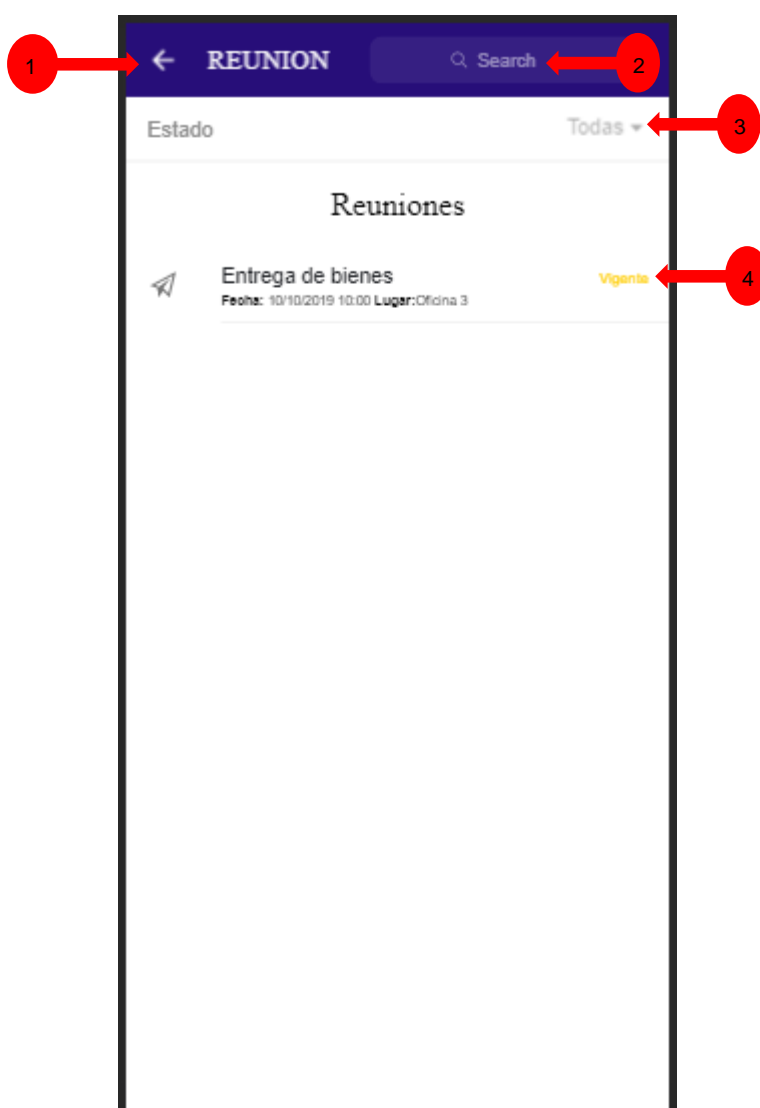 1
REUNION
Search
2
Estado
Todas
3
Reuniones
Entrega de bienes
Vigente
4
Fecha: 10/10/2019 10:00 Lugar:Oficina 3